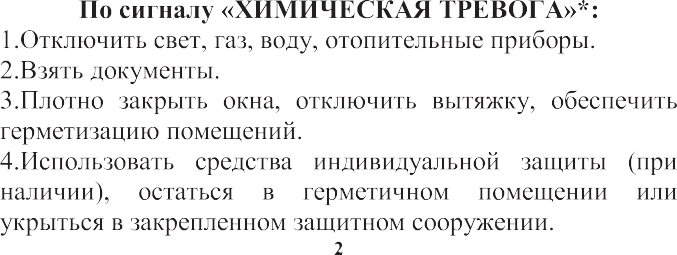 По сигналу «ХИМИЧЕСКАЯ ТРЕВОГА»*:
1.Отключить свет, газ, воду, отопительные приборы.
2.Взять документы.
3.Плотно закрыть окна, отключить вытяжку, обеспечить
герметизацию помещений.
4.Использовать средства индивидуальной защиты (при
наличии), остаться в герметичном помещении или
укрыться в закрепленном защитном сооружении.
2